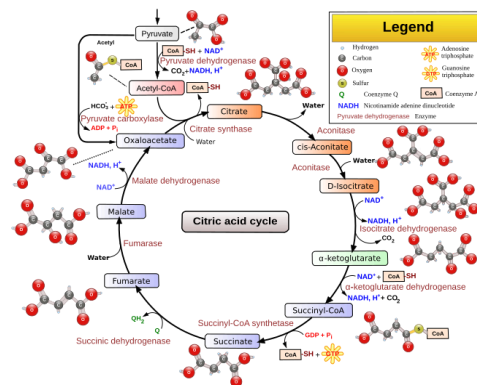 Pyruvate
Acetyl
S
CoA
CoA-SH + NAD+
Pyruvate dehydrogenase
CO2+NADH, H+
Acetyl-CoA
CoA-SH
HCO3- + ATP
Pyruvate carboxylase
ADP + Pi
Oxaloacetate
Citrate
Citrate synthase
Water
Water
Aconitase
cis-Aconitate
Aconitase
Water
D-Isocitrate
NAD+
NADH, H+
Isocitrate dehydrogenase
CO2
α-ketoglutarate
NAD+ + CoA-SH
α-ketoglutarate dehydrogenase
NADH, H+ + CO2
Succinyl-CoA
S
CoA
Succinyl-CoA synthetase
GDP + Pi
CoA-SH + GTP
Succinate
QH2
Q
Succinic dehydrogenase
Fumarate
Water
Fumarase
Malate
NAD+
Malate dehydrogenase
NADH, H+
Citric acid cycle
Legend
Hydrogen
Carbon
Oxygen
Sulfur
Q Coenzyme Q
NADH Nicotinamide adenine dinucleotide
Pyruvate dehydrogenase Enzyme
ATP Adenosine
triphosphate
GTP Guanosine
triphosphate
CoA Coenzyme A